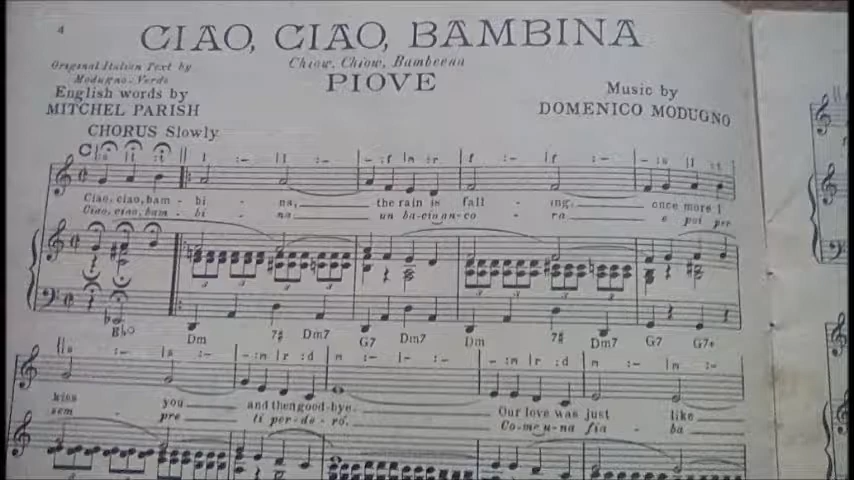 4
CIAO, CIAO, BAMBINA
Chiow, Chiow, Bambeena
PIOVE
Original Italian Text by
Modugno-Verde
English words by
MITCHEL PARISH
Music by
DOMENICO MODUGNO
CHORUS Slowly
Ciao, ciao, bam - bi - na, the rain is fall - ing, once more I
Ciao, ciao, bam - bi - na un ba-cio an-co - ra e poi per
Dm 7# Dm7 G7 Dm7 Dm 7# Dm7 G7 G7+
kiss you and then good-bye. Our love was just like
sem - pre ti per-de-rò. Co-me u-na fia - ba